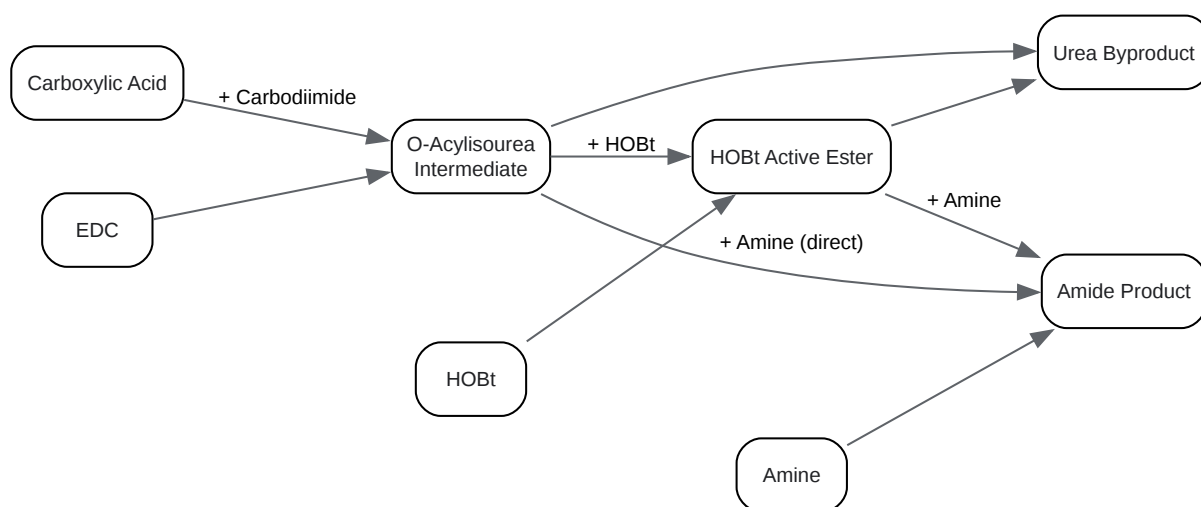 Urea Byproduct
Carboxylic Acid
+ Carbodiimide
O-Acylisourea
Intermediate
+ HOBt
HOBt Active Ester
+ Amine
EDC
+ Amine (direct)
Amide Product
HOBt
Amine